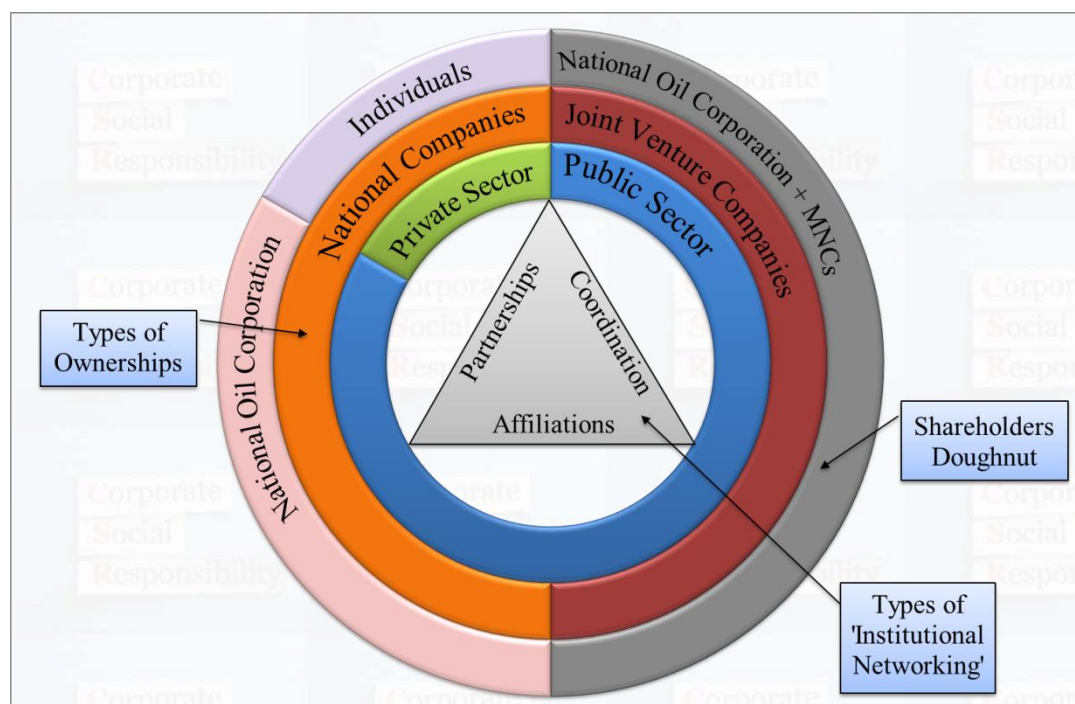 Individuals
National Oil Corporation + MNCs
National Companies
Joint Venture Companies
Private Sector
Public Sector
National Oil Corporation
Partnerships
Coordination
Affiliations
Types of
Ownerships
Shareholders
Doughnut
Types of
'Institutional
Networking'
Corporate
Social
Responsibility